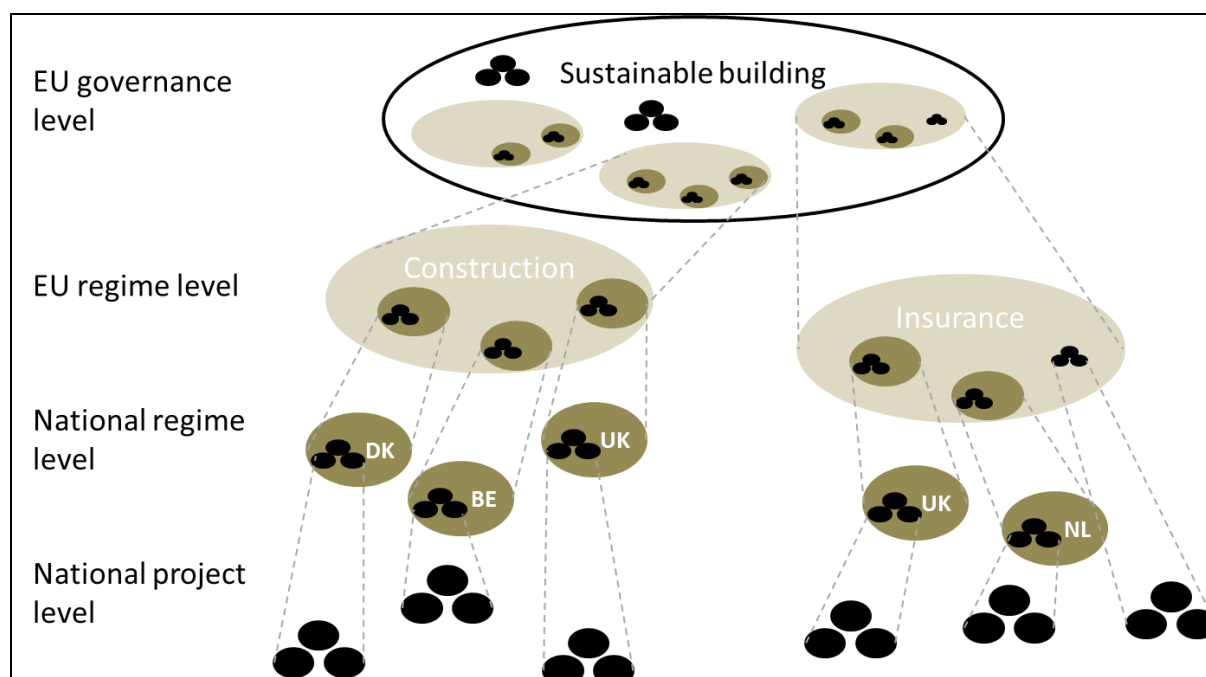 EU governance
level
Sustainable building
EU regime level
Construction
Insurance
National regime
level
DK
UK
BE
UK
NL
National project
level